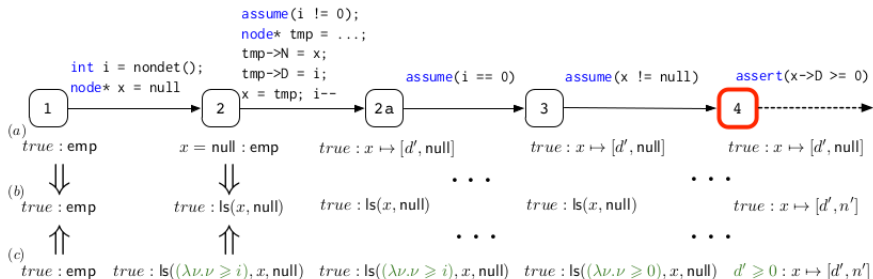 assume(i != 0);
node* tmp = ...;
int i = nondet();
tmp->N = x;
node* x = null
tmp->D = i;
x = tmp; i--
assume(i == 0)
assume(x != null)
assert(x->D >= 0)
1
2
2a
3
4
(a)
true : emp
x = null : emp
true : x ↦ [d′, null]
true : x ↦ [d′, null]
true : x ↦ [d′, null]
⇓
⇓
• • •
• • •
(b)
true : emp
true : ls(x, null)
true : ls(x, null)
true : ls(x, null)
true : x ↦ [d′, n′]
⇑
⇑
• • •
• • •
(c)
true : emp
true : ls((λν.ν ⩾ i), x, null)
true : ls((λν.ν ⩾ i), x, null)
true : ls((λν.ν ⩾ 0), x, null)
d′ ⩾ 0 : x ↦ [d′, n′]